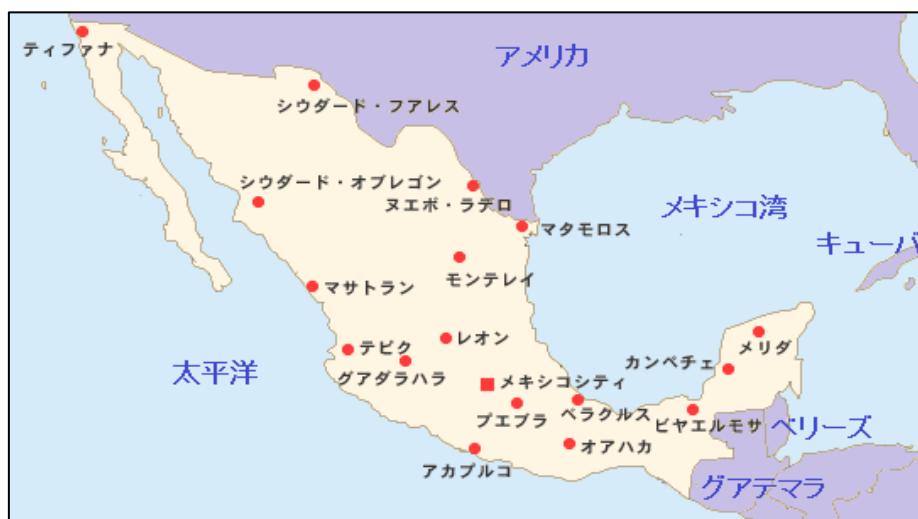 ティファナ
アメリカ
シウダード・フアレス
シウダード・オブレゴン
ヌエボ・ラデロ
メキシコ湾
マタモロス
キューバ
モンテレイ
マサトラン
レオン
テピク
メリダ
カンペチェ
太平洋
グアダラハラ
メキシコシティ
プエブラ
ベラクルス
ビヤエルモサ
ベリーズ
オアハカ
アカプルコ
グアテマラ